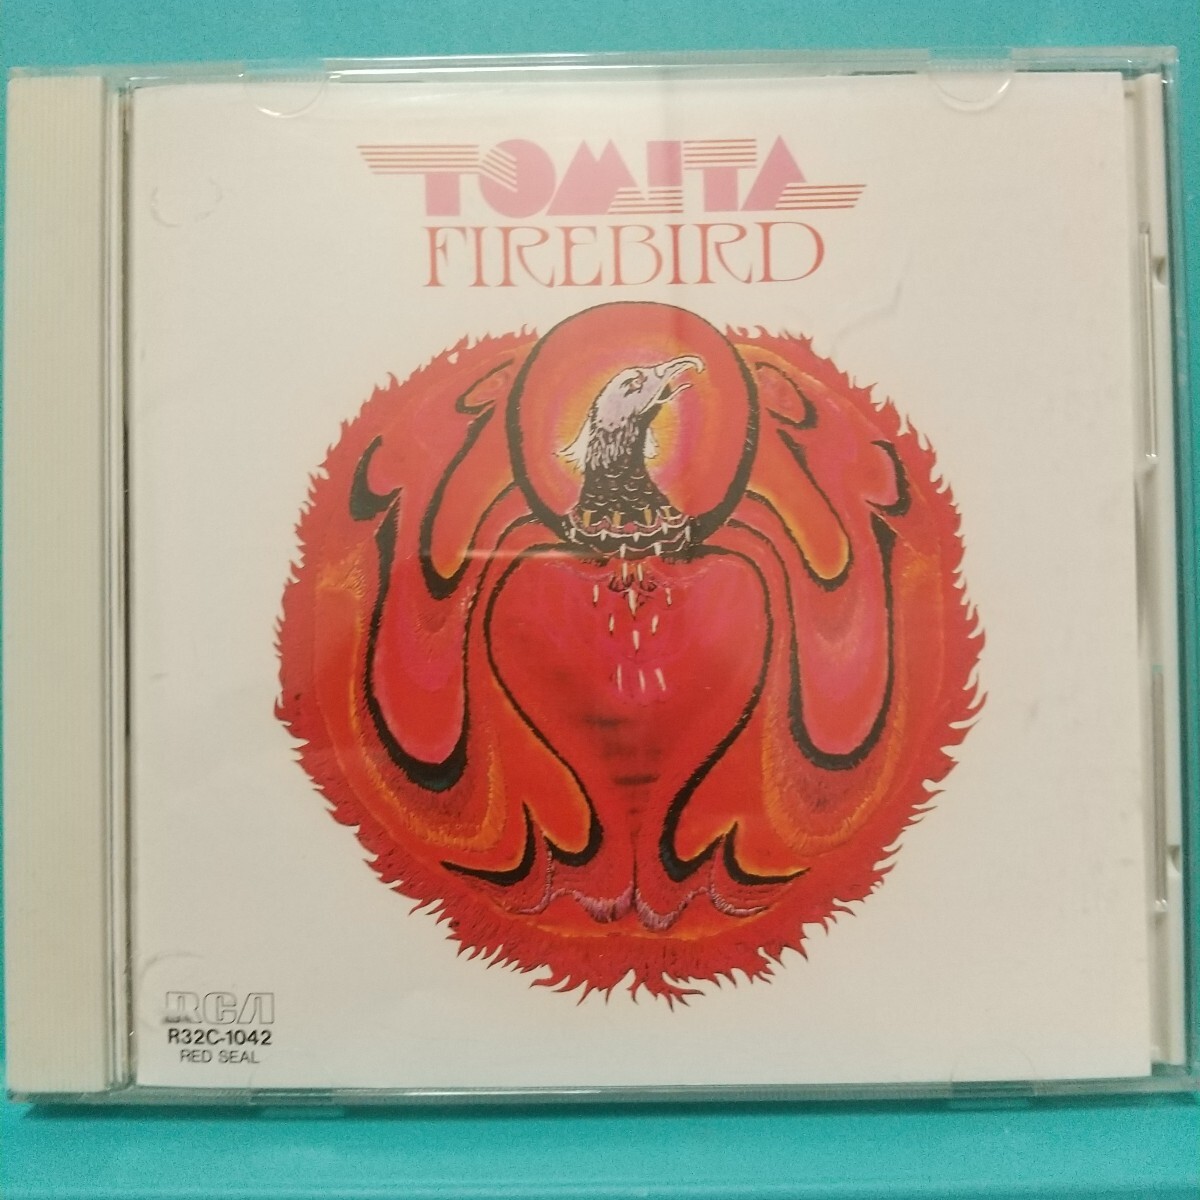 TOMITA
FIREBIRD
RCA
R32C-1042
RED SEAL